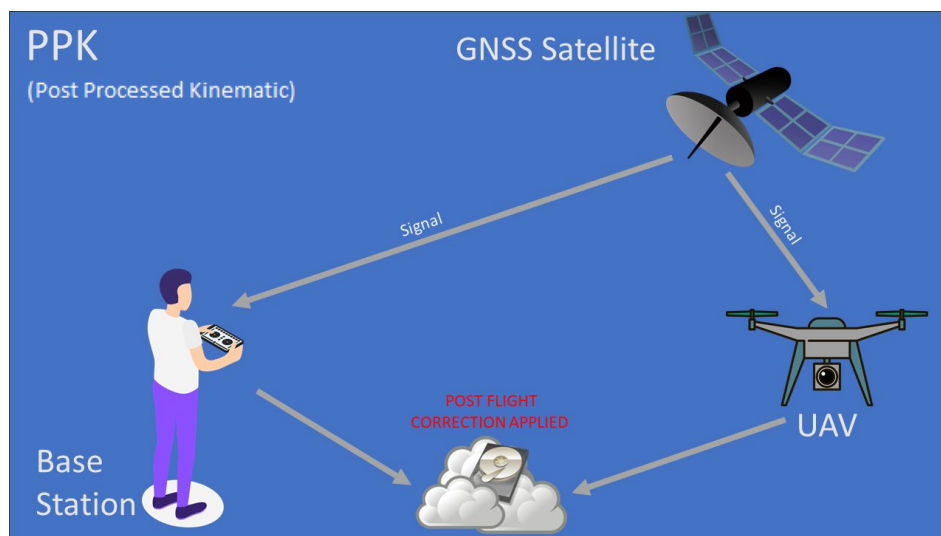 PPK
(Post Processed Kinematic)
GNSS Satellite
Signal
Signal
POST FLIGHT
CORRECTION APPLIED
UAV
Base
Station